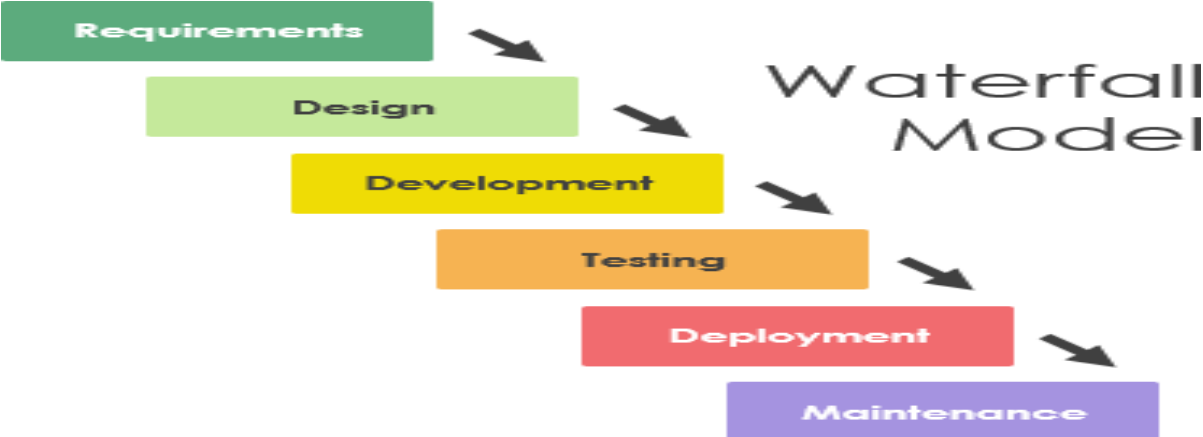 Requirements
Waterfall
Model
Design
Development
Testing
Deployment
Maintenance